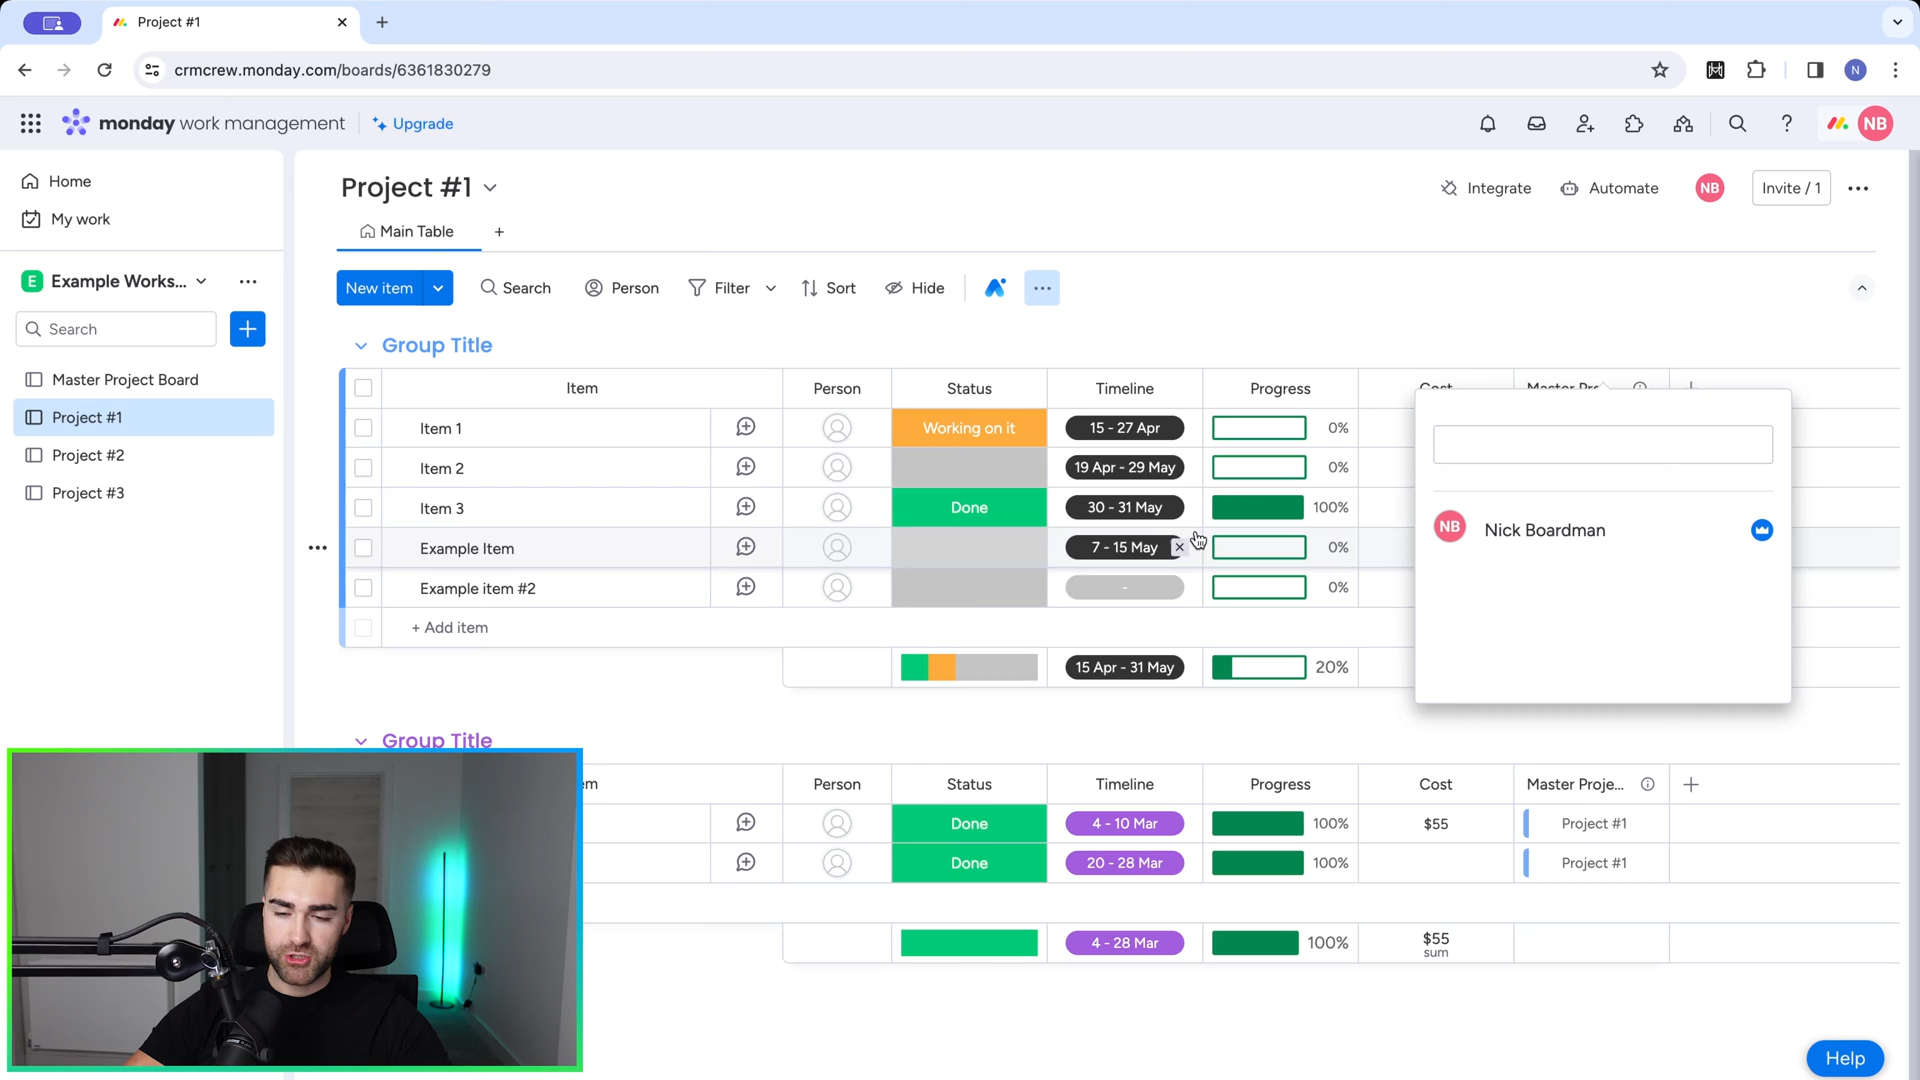 Project #1
crmcrew.monday.com/boards/6361830279
N
monday work management
Upgrade
NB
Home
My work
E Example Works...
Search
Master Project Board
Project #1
Project #2
Project #3
Project #1
Integrate
Automate
NB
Invite / 1
Main Table
New item
Search
Person
Filter
Sort
Hide
Group Title
Item Person Status Timeline Progress
Item 1 Working on it 15 - 27 Apr 0%
Item 2 19 Apr - 29 May 0%
Item 3 Done 30 - 31 May 100%
Example Item 7 - 15 May 0%
Example item #2 - 0%
+ Add item
15 Apr - 31 May 20%
NB Nick Boardman
Group Title
Person Status Timeline Progress Cost Master Proje...
Done 4 - 10 Mar 100% $55 Project #1
Done 20 - 28 Mar 100% Project #1
4 - 28 Mar 100% $55
sum
Help